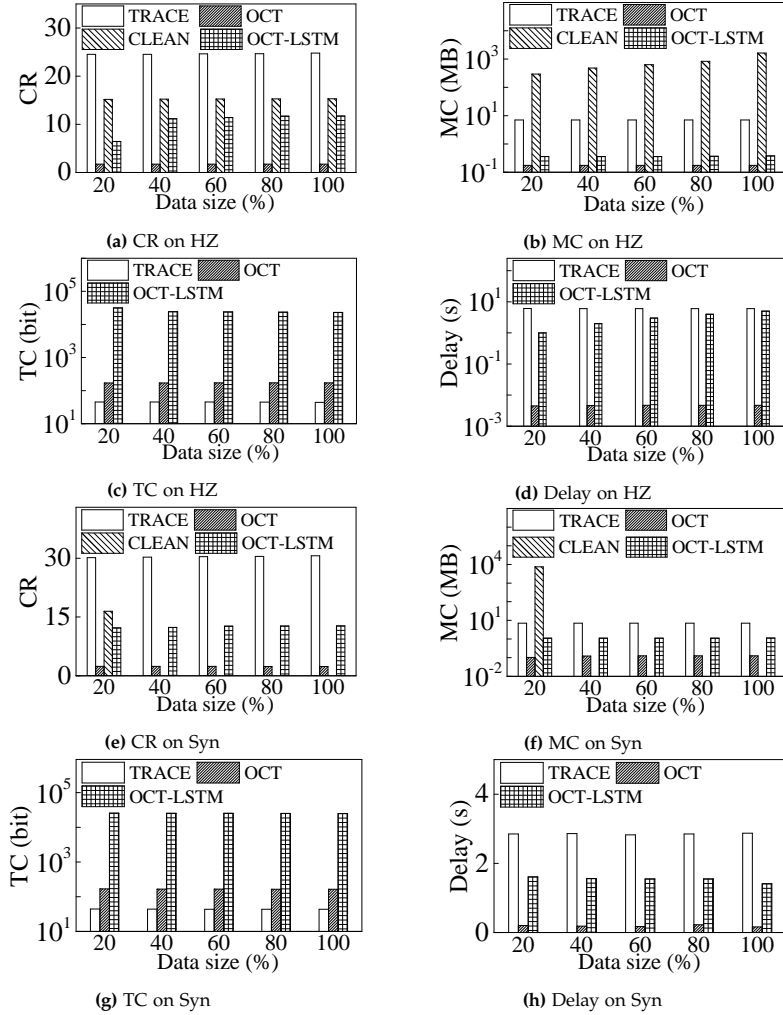 TRACE OCT
CLEAN OCT-LSTM
CR
30
20
10
0
20 40 60 80 100
Data size (%)
(a) CR on HZ
TRACE OCT
CLEAN OCT-LSTM
MC (MB)
10^3
10^1
10^-1
20 40 60 80 100
Data size (%)
(b) MC on HZ
TRACE OCT
OCT-LSTM
TC (bit)
10^5
10^3
10^1
20 40 60 80 100
Data size (%)
(c) TC on HZ
TRACE OCT
OCT-LSTM
Delay (s)
10^1
10^-1
10^-3
20 40 60 80 100
Data size (%)
(d) Delay on HZ
TRACE OCT
CLEAN OCT-LSTM
CR
30
15
0
20 40 60 80 100
Data size (%)
(e) CR on Syn
TRACE OCT
CLEAN OCT-LSTM
MC (MB)
10^4
10^1
10^-2
20 40 60 80 100
Data size (%)
(f) MC on Syn
TRACE OCT
OCT-LSTM
TC (bit)
10^5
10^3
10^1
20 40 60 80 100
Data size (%)
(g) TC on Syn
TRACE OCT
OCT-LSTM
Delay (s)
4
2
0
20 40 60 80 100
Data size (%)
(h) Delay on Syn